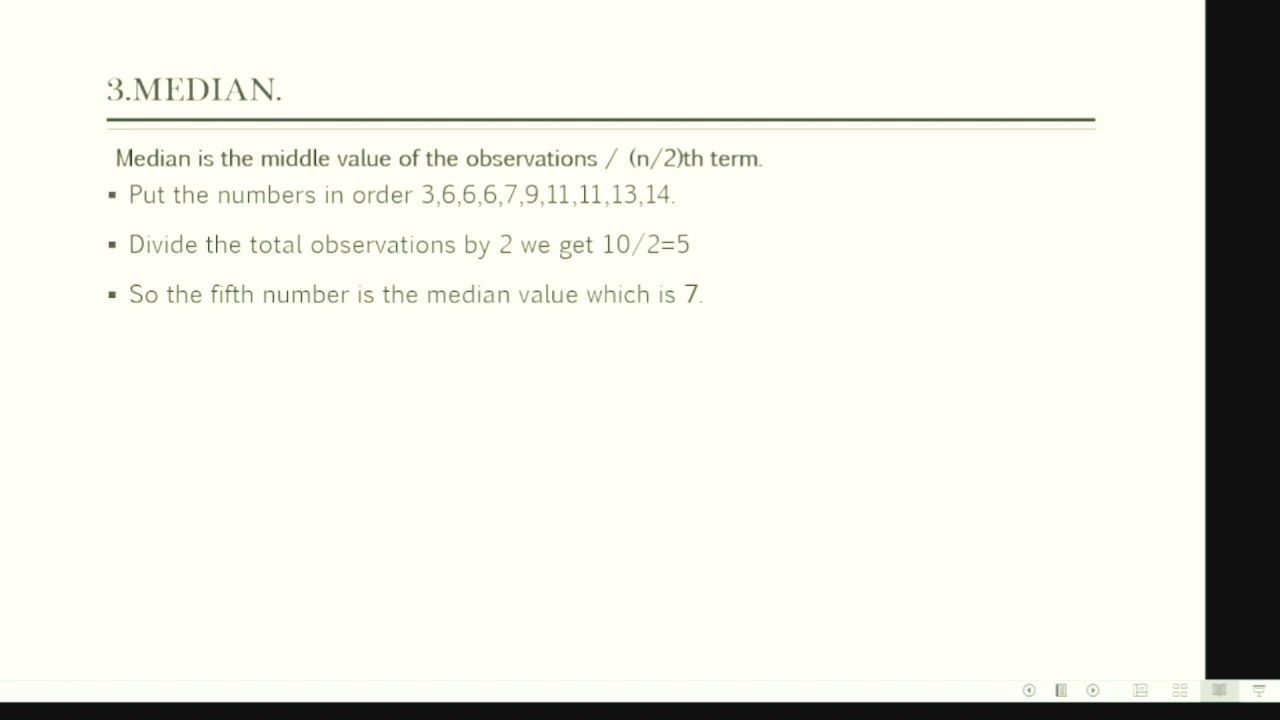 3.MEDIAN.
Median is the middle value of the observations / (n/2)th term.
▪ Put the numbers in order 3,6,6,6,7,9,11,11,13,14.
▪ Divide the total observations by 2 we get 10/2=5
▪ So the fifth number is the median value which is 7.